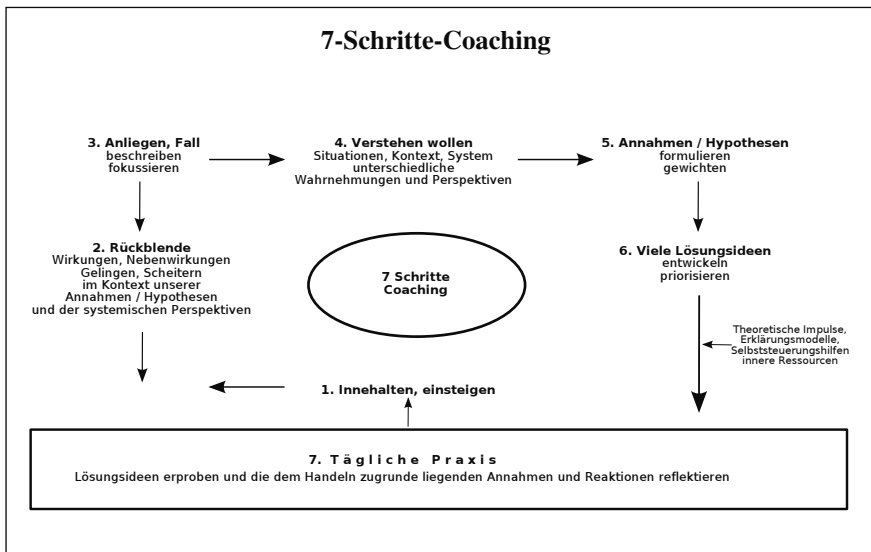 7-Schritte-Coaching
3. Anliegen, Fall
beschreiben
fokussieren
4. Verstehen wollen
Situationen, Kontext, System
unterschiedliche
Wahrnehmungen und Perspektiven
5. Annahmen / Hypothesen
formulieren
gewichten
2. Rückblende
Wirkungen, Nebenwirkungen
Gelingen, Scheitern
im Kontext unserer
Annahmen / Hypothesen
und der systemischen Perspektiven
7 Schritte
Coaching
6. Viele Lösungsideen
entwickeln
priorisieren
Theoretische Impulse,
Erklärungsmodelle,
Selbststeuerungshilfen
innere Ressourcen
1. Innehalten, einsteigen
7. Tägliche Praxis
Lösungsideen erproben und die dem Handeln zugrunde liegenden Annahmen und Reaktionen reflektieren